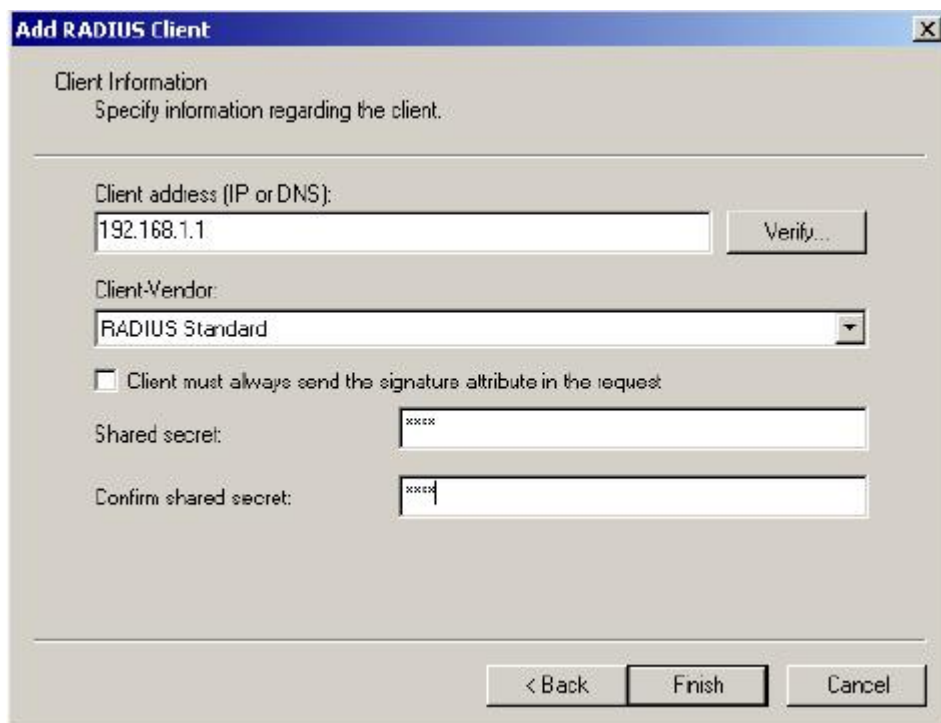 Add RADIUS Client
Client Information
Specify information regarding the client.
Client address (IP or DNS):
192.168.1.1
Verify...
Client-Vendor:
RADIUS Standard
Client must always send the signature attribute in the request
Shared secret:
xxxx
Confirm shared secret:
xxxx
< Back
Finish
Cancel